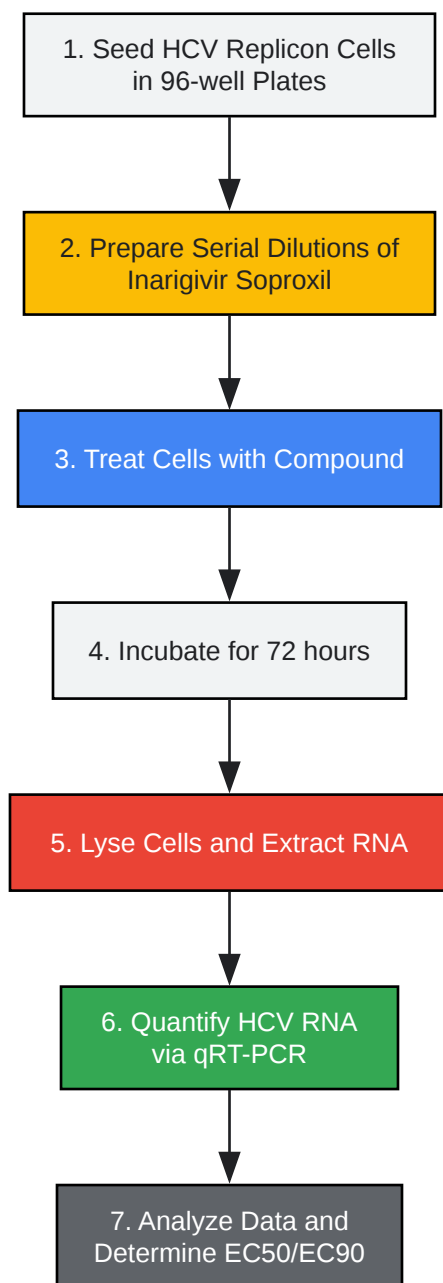 1. Seed HCV Replicon Cells
in 96-well Plates
2. Prepare Serial Dilutions of
Inarigivir Soproxil
3. Treat Cells with Compound
4. Incubate for 72 hours
5. Lyse Cells and Extract RNA
6. Quantify HCV RNA
via qRT-PCR
7. Analyze Data and
Determine EC50/EC90